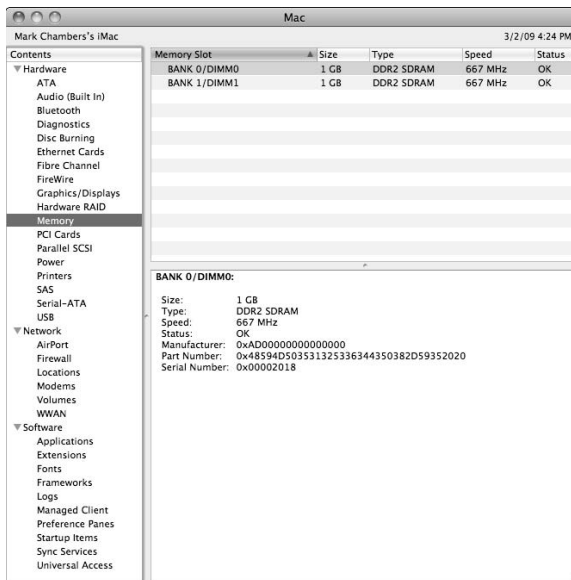 Mac
Mark Chambers's iMac 3/2/09 4:24 PM
Contents
Hardware
ATA
Audio (Built In)
Bluetooth
Diagnostics
Disc Burning
Ethernet Cards
Fibre Channel
FireWire
Graphics/Displays
Hardware RAID
Memory
PCI Cards
Parallel SCSI
Power
Printers
SAS
Serial-ATA
USB
Network
AirPort
Firewall
Locations
Modems
Volumes
WWAN
Software
Applications
Extensions
Fonts
Frameworks
Logs
Managed Client
Preference Panes
Startup Items
Sync Services
Universal Access
Memory Slot Size Type Speed Status
BANK 0/DIMM0 1 GB DDR2 SDRAM 667 MHz OK
BANK 1/DIMM1 1 GB DDR2 SDRAM 667 MHz OK
BANK 0/DIMM0:
Size: 1 GB
Type: DDR2 SDRAM
Speed: 667 MHz
Status: OK
Manufacturer: 0xAD00000000000000
Part Number: 0x48594D503531325336344350382D59352020
Serial Number: 0x00002018